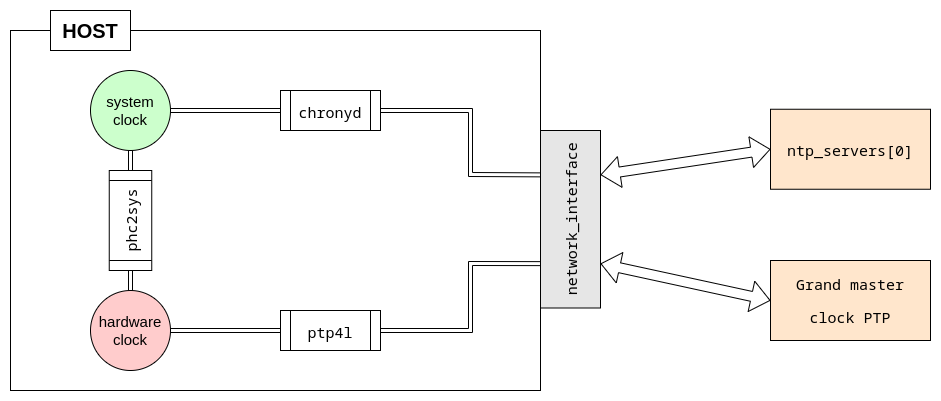 HOST
system
clock
chronyd
phc2sys
hardware
clock
ptp4l
network_interface
ntp_servers[0]
Grand master
clock PTP